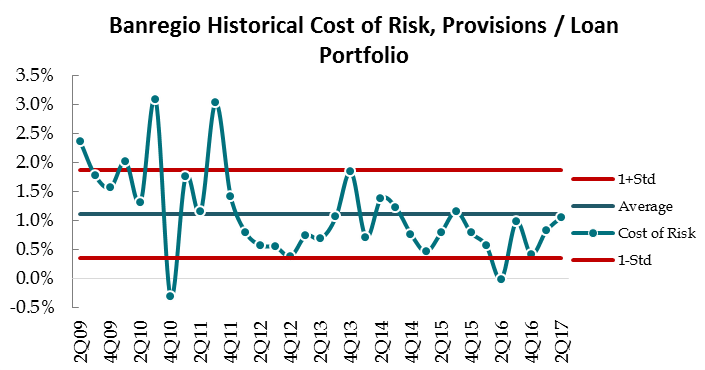 Banregio Historical Cost of Risk, Provisions / Loan
Portfolio
3.5%
3.0%
2.5%
2.0%
1.5%
1.0%
0.5%
0.0%
-0.5%
2Q09
4Q09
2Q10
4Q10
2Q11
4Q11
2Q12
4Q12
2Q13
4Q13
2Q14
4Q14
2Q15
4Q15
2Q16
4Q16
2Q17
1+Std
Average
Cost of Risk
1-Std